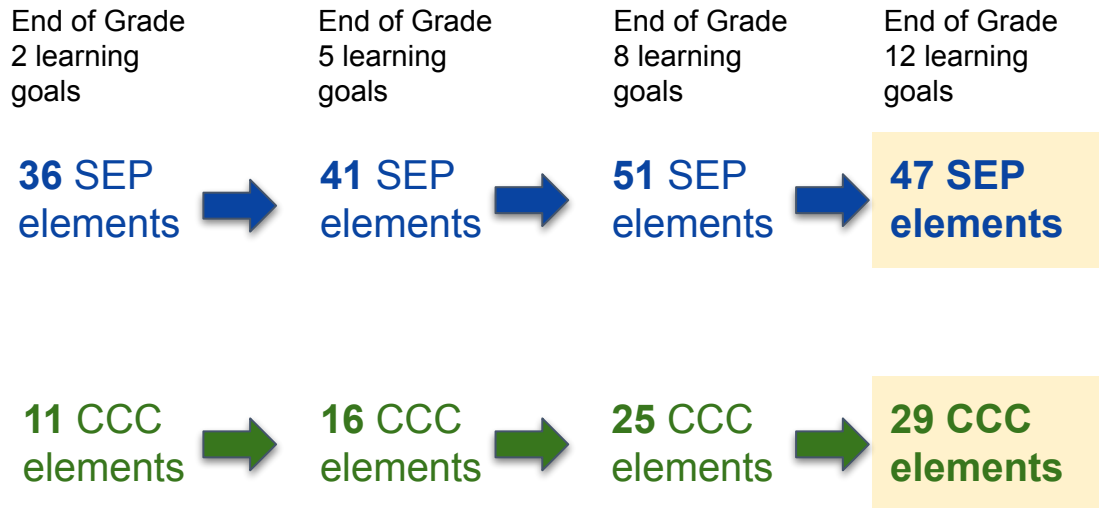 End of Grade
2 learning
goals
End of Grade
5 learning
goals
End of Grade
8 learning
goals
End of Grade
12 learning
goals
36 SEP
elements
41 SEP
elements
51 SEP
elements
47 SEP
elements
11 CCC
elements
16 CCC
elements
25 CCC
elements
29 CCC
elements